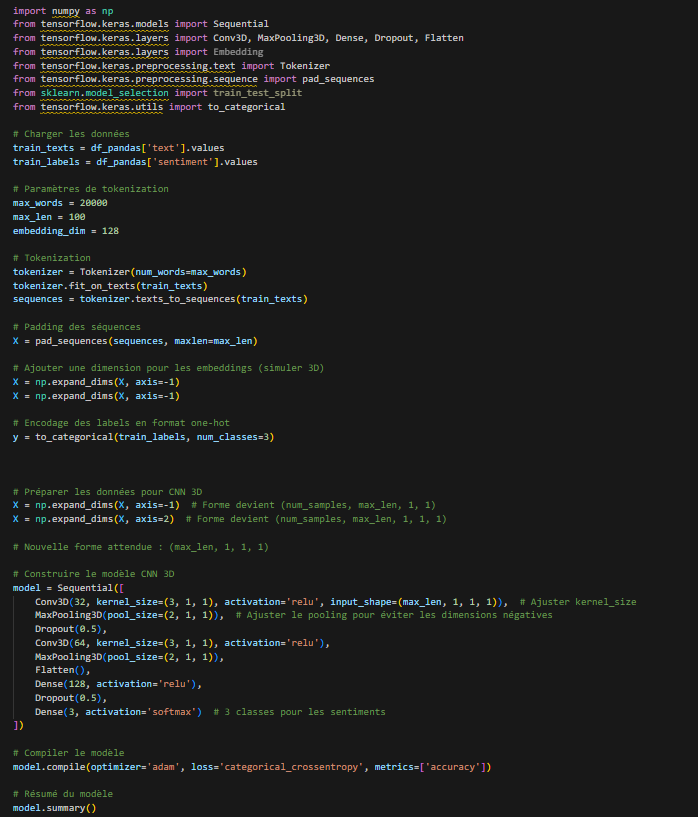 import numpy as np
from tensorflow.keras.models import Sequential
from tensorflow.keras.layers import Conv3D, MaxPooling3D, Dense, Dropout, Flatten
from tensorflow.keras.layers import Embedding
from tensorflow.keras.preprocessing.text import Tokenizer
from tensorflow.keras.preprocessing.sequence import pad_sequences
from sklearn.model_selection import train_test_split
from tensorflow.keras.utils import to_categorical

# Charger les données
train_texts = df_pandas['text'].values
train_labels = df_pandas['sentiment'].values

# Paramètres de tokenization
max_words = 20000
max_len = 100
embedding_dim = 128

# Tokenization
tokenizer = Tokenizer(num_words=max_words)
tokenizer.fit_on_texts(train_texts)
sequences = tokenizer.texts_to_sequences(train_texts)

# Padding des séquences
X = pad_sequences(sequences, maxlen=max_len)

# Ajouter une dimension pour les embeddings (simuler 3D)
X = np.expand_dims(X, axis=-1)
X = np.expand_dims(X, axis=-1)

# Encodage des labels en format one-hot
y = to_categorical(train_labels, num_classes=3)

# Préparer les données pour CNN 3D
X = np.expand_dims(X, axis=-1)  # Forme devient (num_samples, max_len, 1, 1)
X = np.expand_dims(X, axis=2)  # Forme devient (num_samples, max_len, 1, 1, 1)

# Nouvelle forme attendue : (max_len, 1, 1, 1)

# Construire le modèle CNN 3D
model = Sequential([
    Conv3D(32, kernel_size=(3, 1, 1), activation='relu', input_shape=(max_len, 1, 1, 1)),  # Ajuster kernel_size
    MaxPooling3D(pool_size=(2, 1, 1)),  # Ajuster le pooling pour éviter les dimensions négatives
    Dropout(0.5),
    Conv3D(64, kernel_size=(3, 1, 1), activation='relu'),
    MaxPooling3D(pool_size=(2, 1, 1)),
    Flatten(),
    Dense(128, activation='relu'),
    Dropout(0.5),
    Dense(3, activation='softmax')  # 3 classes pour les sentiments
])

# Compiler le modèle
model.compile(optimizer='adam', loss='categorical_crossentropy', metrics=['accuracy'])

# Résumé du modèle
model.summary()